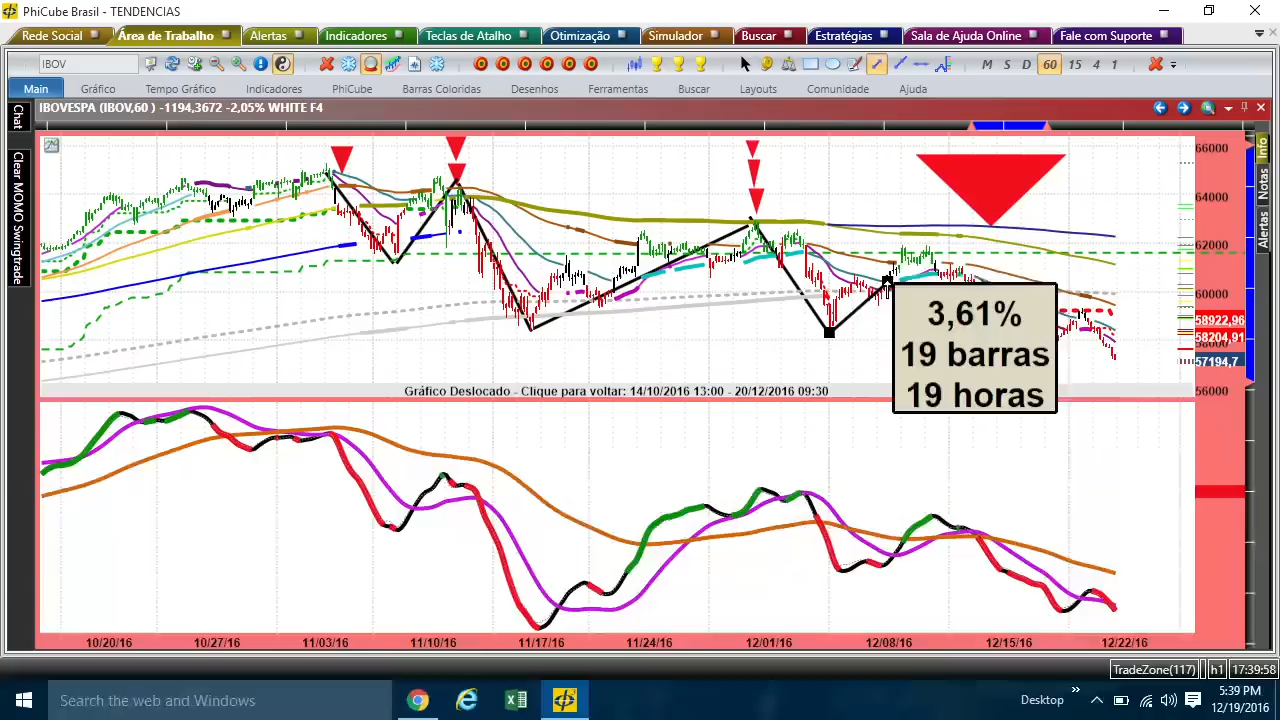 PhiCube Brasil - TENDENCIAS
Rede Social Área de Trabalho Alertas Indicadores Teclas de Atalho Otimização Simulador Buscar Estratégias Sala de Ajuda Online Fale com Suporte
IBOV M S D 60 15 4 1
Main Gráfico Tempo Gráfico Indicadores PhiCube Barras Coloridas Desenhos Ferramentas Buscar Layouts Comunidade Ajuda
IBOVESPA (IBOV,60 ) -1194,3672 -2,05% WHITE F4
Chat
Clicar MOMO Swingtrade
Info
Notas
Alertas
66000
64000
62000
60000
58922,96
58204,91
58000
57194,7
56000
3,61%
19 barras
19 horas
Gráfico Deslocado - Clique para voltar: 14/10/2016 13:00 - 20/12/2016 09:30
10/20/16 10/27/16 11/03/16 11/10/16 11/17/16 11/24/16 12/01/16 12/08/16 12/15/16 12/22/16
TradeZone(117) h1 17:39:58
Search the web and Windows
Desktop
5:39 PM
12/19/2016